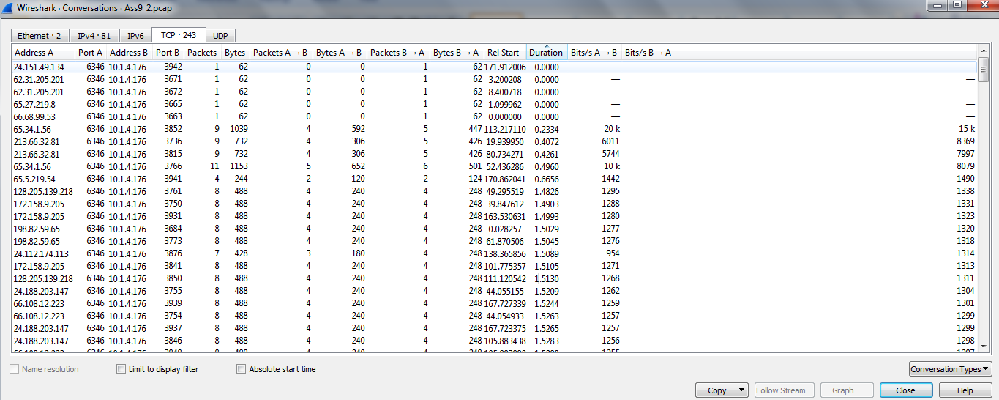 Wireshark · Conversations · Ass9_2.pcap
Ethernet · 2 IPv4 · 81 IPv6 TCP · 243 UDP
Address A Port A Address B Port B Packets Bytes Packets A → B Bytes A → B Packets B → A Bytes B → A Rel Start Duration Bits/s A → B Bits/s B → A
24.151.49.134 6346 10.1.4.176 3942 1 62 0 0 1 62 171.912006 0.0000 — —
62.31.205.201 6346 10.1.4.176 3671 1 62 0 0 1 62 3.200208 0.0000 — —
62.31.205.201 6346 10.1.4.176 3672 1 62 0 0 1 62 8.400718 0.0000 — —
65.27.219.8 6346 10.1.4.176 3665 1 62 0 0 1 62 1.099962 0.0000 — —
66.68.99.53 6346 10.1.4.176 3663 1 62 0 0 1 62 0.000000 0.0000 — —
65.34.1.56 6346 10.1.4.176 3852 9 1039 4 592 5 447 113.217110 0.2334 20 k 15 k
213.66.32.81 6346 10.1.4.176 3736 9 732 4 306 5 426 19.939950 0.4072 6011 8369
213.66.32.81 6346 10.1.4.176 3815 9 732 4 306 5 426 80.734271 0.4261 5744 7997
65.34.1.56 6346 10.1.4.176 3766 11 1153 5 652 6 501 52.436286 0.4960 10 k 8079
65.5.219.54 6346 10.1.4.176 3941 4 244 2 120 2 124 170.862041 0.6656 1442 1490
128.205.139.218 6346 10.1.4.176 3761 8 488 4 240 4 248 49.295519 1.4826 1295 1338
172.158.9.205 6346 10.1.4.176 3750 8 488 4 240 4 248 39.847612 1.4903 1288 1331
172.158.9.205 6346 10.1.4.176 3931 8 488 4 240 4 248 163.530631 1.4993 1280 1323
198.82.59.65 6346 10.1.4.176 3684 8 488 4 240 4 248 0.028257 1.5029 1277 1320
198.82.59.65 6346 10.1.4.176 3773 8 488 4 240 4 248 61.870506 1.5045 1276 1318
24.112.174.113 6346 10.1.4.176 3876 7 428 3 180 4 248 138.365856 1.5089 954 1314
172.158.9.205 6346 10.1.4.176 3841 8 488 4 240 4 248 101.775357 1.5105 1271 1313
128.205.139.218 6346 10.1.4.176 3850 8 488 4 240 4 248 111.120542 1.5130 1268 1311
24.188.203.147 6346 10.1.4.176 3755 8 488 4 240 4 248 44.055155 1.5209 1262 1304
66.108.12.223 6346 10.1.4.176 3939 8 488 4 240 4 248 167.727339 1.5244 1259 1301
66.108.12.223 6346 10.1.4.176 3754 8 488 4 240 4 248 44.054933 1.5263 1257 1299
24.188.203.147 6346 10.1.4.176 3937 8 488 4 240 4 248 167.723375 1.5265 1257 1299
24.188.203.147 6346 10.1.4.176 3846 8 488 4 240 4 248 105.883438 1.5283 1256 1298
Name resolution Limit to display filter Absolute start time Conversation Types
Copy Follow Stream... Graph... Close Help